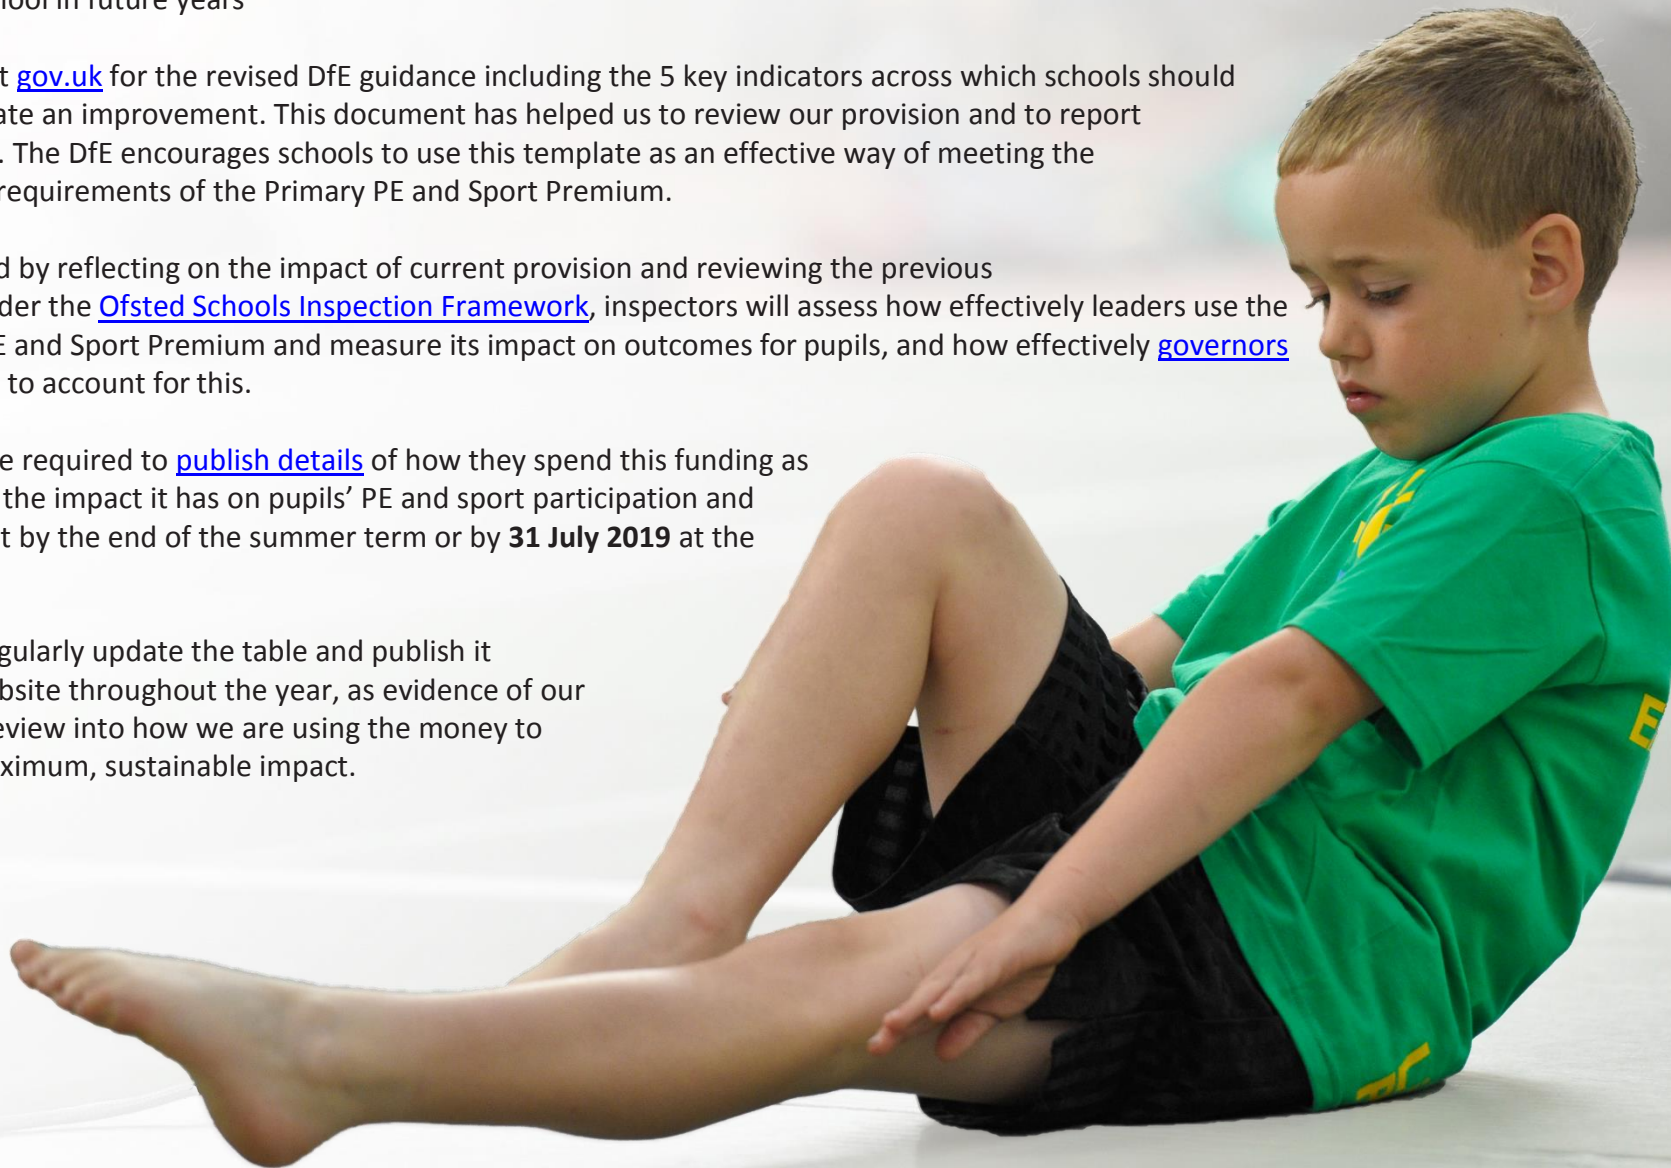 in future years
gov.uk for the revised DfE guidance including the 5 key indicators across which schools should
an improvement. This document has helped us to review our provision and to report
. The DfE encourages schools to use this template as an effective way of meeting the
requirements of the Primary PE and Sport Premium.
by reflecting on the impact of current provision and reviewing the previous
the Ofsted Schools Inspection Framework, inspectors will assess how effectively leaders use the
and Sport Premium and measure its impact on outcomes for pupils, and how effectively governors
to account for this.
required to publish details of how they spend this funding as
the impact it has on pupils’ PE and sport participation and
by the end of the summer term or by 31 July 2019 at the
update the table and publish it
throughout the year, as evidence of our
into how we are using the money to
, sustainable impact.